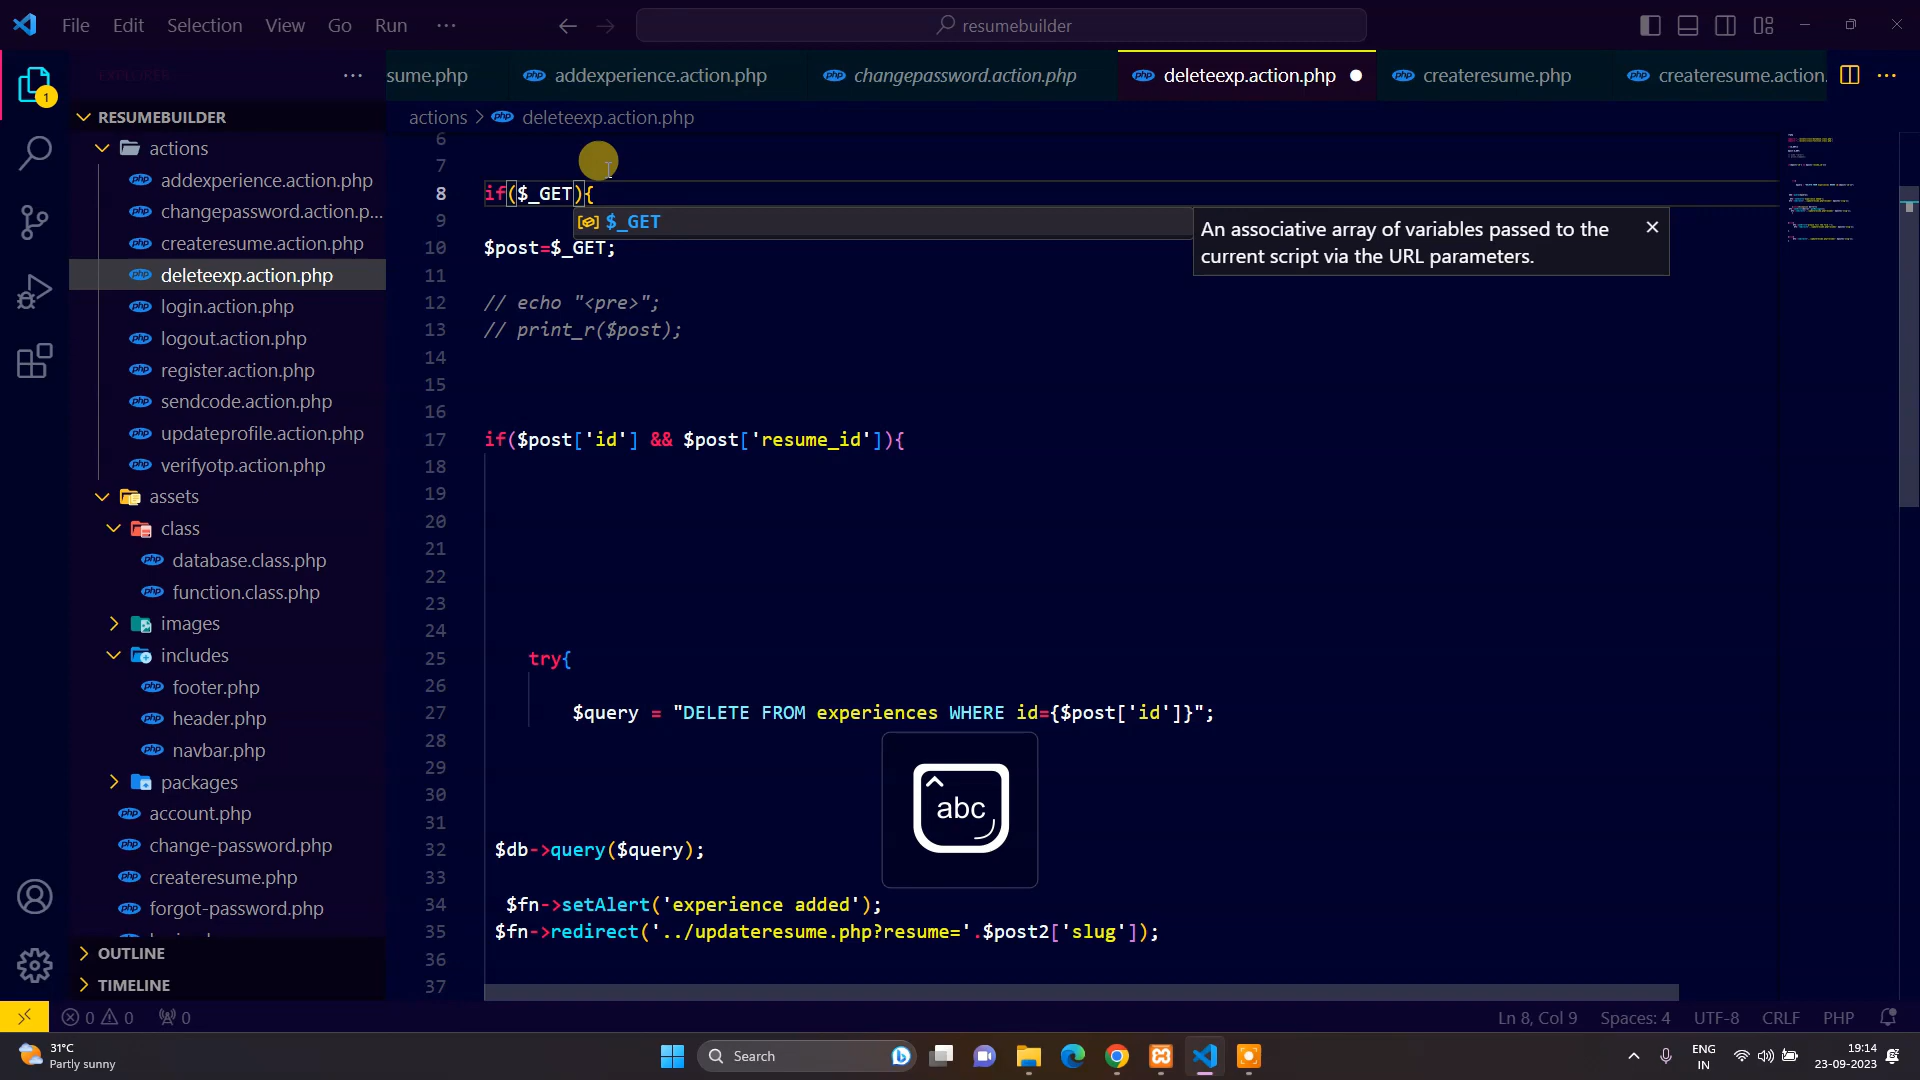 File Edit Selection View Go Run ···
resumebuilder
sume.php
addexperience.action.php
changepassword.action.php
deleteexp.action.php
createresume.php
createresume.action.
EXPLORER
1
actions > deleteexp.action.php
RESUMEBUILDER
actions
addexperience.action.php
changepassword.action.p...
createresume.action.php
deleteexp.action.php
login.action.php
logout.action.php
register.action.php
sendcode.action.php
updateprofile.action.php
verifyotp.action.php
assets
class
database.class.php
function.class.php
images
includes
footer.php
header.php
navbar.php
packages
account.php
change-password.php
createresume.php
forgot-password.php
OUTLINE
TIMELINE
6
7
8 if($_GET){
$_GET
An associative array of variables passed to the
current script via the URL parameters.
9
10 $post=$_GET;
11
12 // echo "<pre>";
13 // print_r($post);
14
15
16
17 if($post['id'] && $post['resume_id']){
18
19
20
21
22
23
24
25 try{
26
27 $query = "DELETE FROM experiences WHERE id={$post['id']}";
28
29
30
31
32 $db->query($query);
33
34 $fn->setAlert('experience added');
35 $fn->redirect('../updateresume.php?resume='.$post2['slug']);
36
37
abc
0 0 0
Ln 8, Col 9 Spaces: 4 UTF-8 CRLF PHP
31°C
Partly sunny
Search
ENG
IN
19:14
23-09-2023